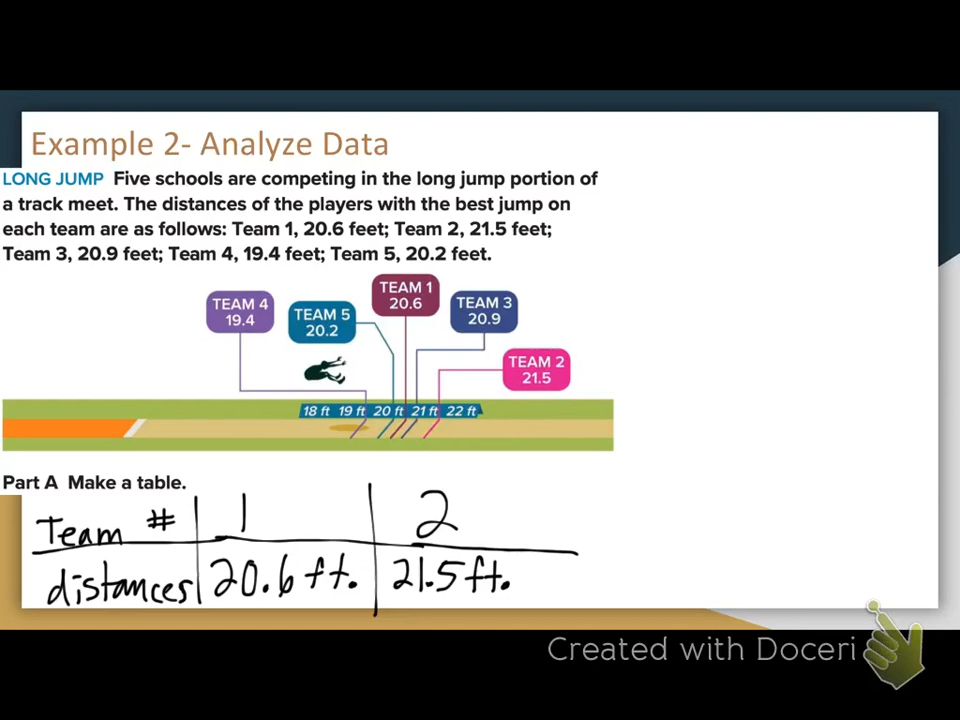 Example 2- Analyze Data
LONG JUMP Five schools are competing in the long jump portion of
a track meet. The distances of the players with the best jump on
each team are as follows: Team 1, 20.6 feet; Team 2, 21.5 feet;
Team 3, 20.9 feet; Team 4, 19.4 feet; Team 5, 20.2 feet.
TEAM 4
19.4
TEAM 5
20.2
TEAM 1
20.6
TEAM 3
20.9
TEAM 2
21.5
18 ft 19 ft 20 ft 21 ft 22 ft
Part A Make a table.
Team # 1 2
distances 20.6 ft. 21.5 ft.
Created with Doceri